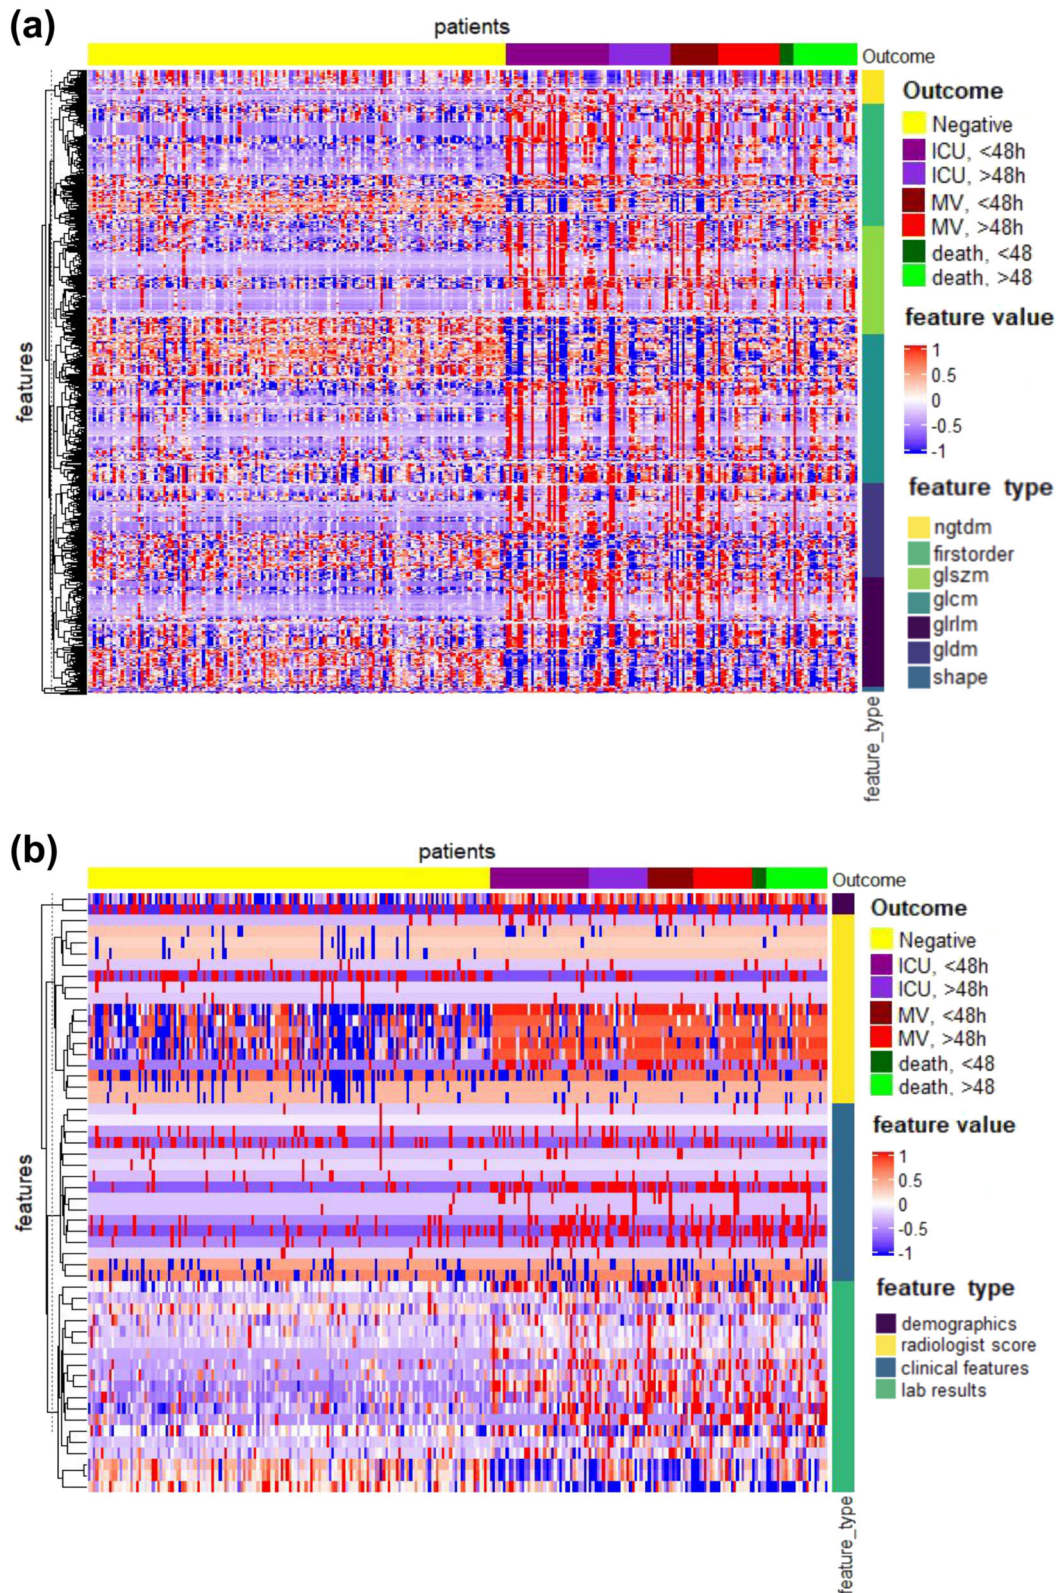 (a)
patients
Outcome
Outcome
Negative
ICU, <48h
ICU, >48h
MV, <48h
MV, >48h
death, <48
death, >48
feature value
1
0.5
0
-0.5
-1
feature type
ngtdm
firstorder
glszm
glcm
glrlm
gldm
shape
features
feature_type
(b)
patients
Outcome
Outcome
Negative
ICU, <48h
ICU, >48h
MV, <48h
MV, >48h
death, <48
death, >48
feature value
1
0.5
0
-0.5
-1
feature type
demographics
radiologist score
clinical features
lab results
features
feature_type